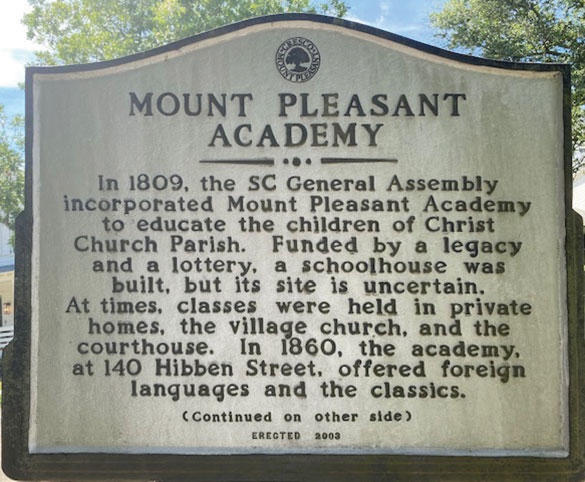 CRESCO
MOUNT PLEASANT
MOUNT PLEASANT
ACADEMY
In 1809, the SC General Assembly
incorporated Mount Pleasant Academy
to educate the children of Christ
Church Parish. Funded by a legacy
and a lottery, a schoolhouse was
built, but its site is uncertain.
At times, classes were held in private
homes, the village church, and the
courthouse. In 1860, the academy,
at 140 Hibben Street, offered foreign
languages and the classics.
(Continued on other side)
ERECTED 2003